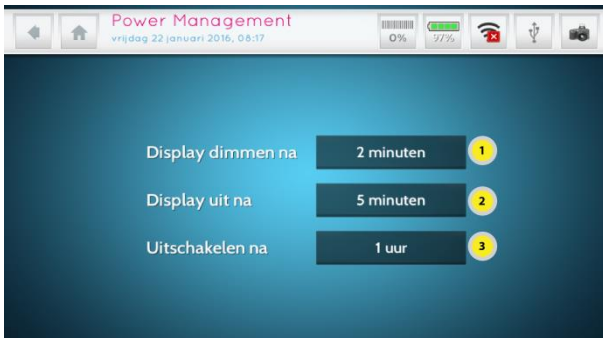 Power Management
vrijdag 22 januari 2016, 08:17
0%
97%
Display dimmen na 2 minuten 1
Display uit na 5 minuten 2
Uitschakelen na 1 uur 3